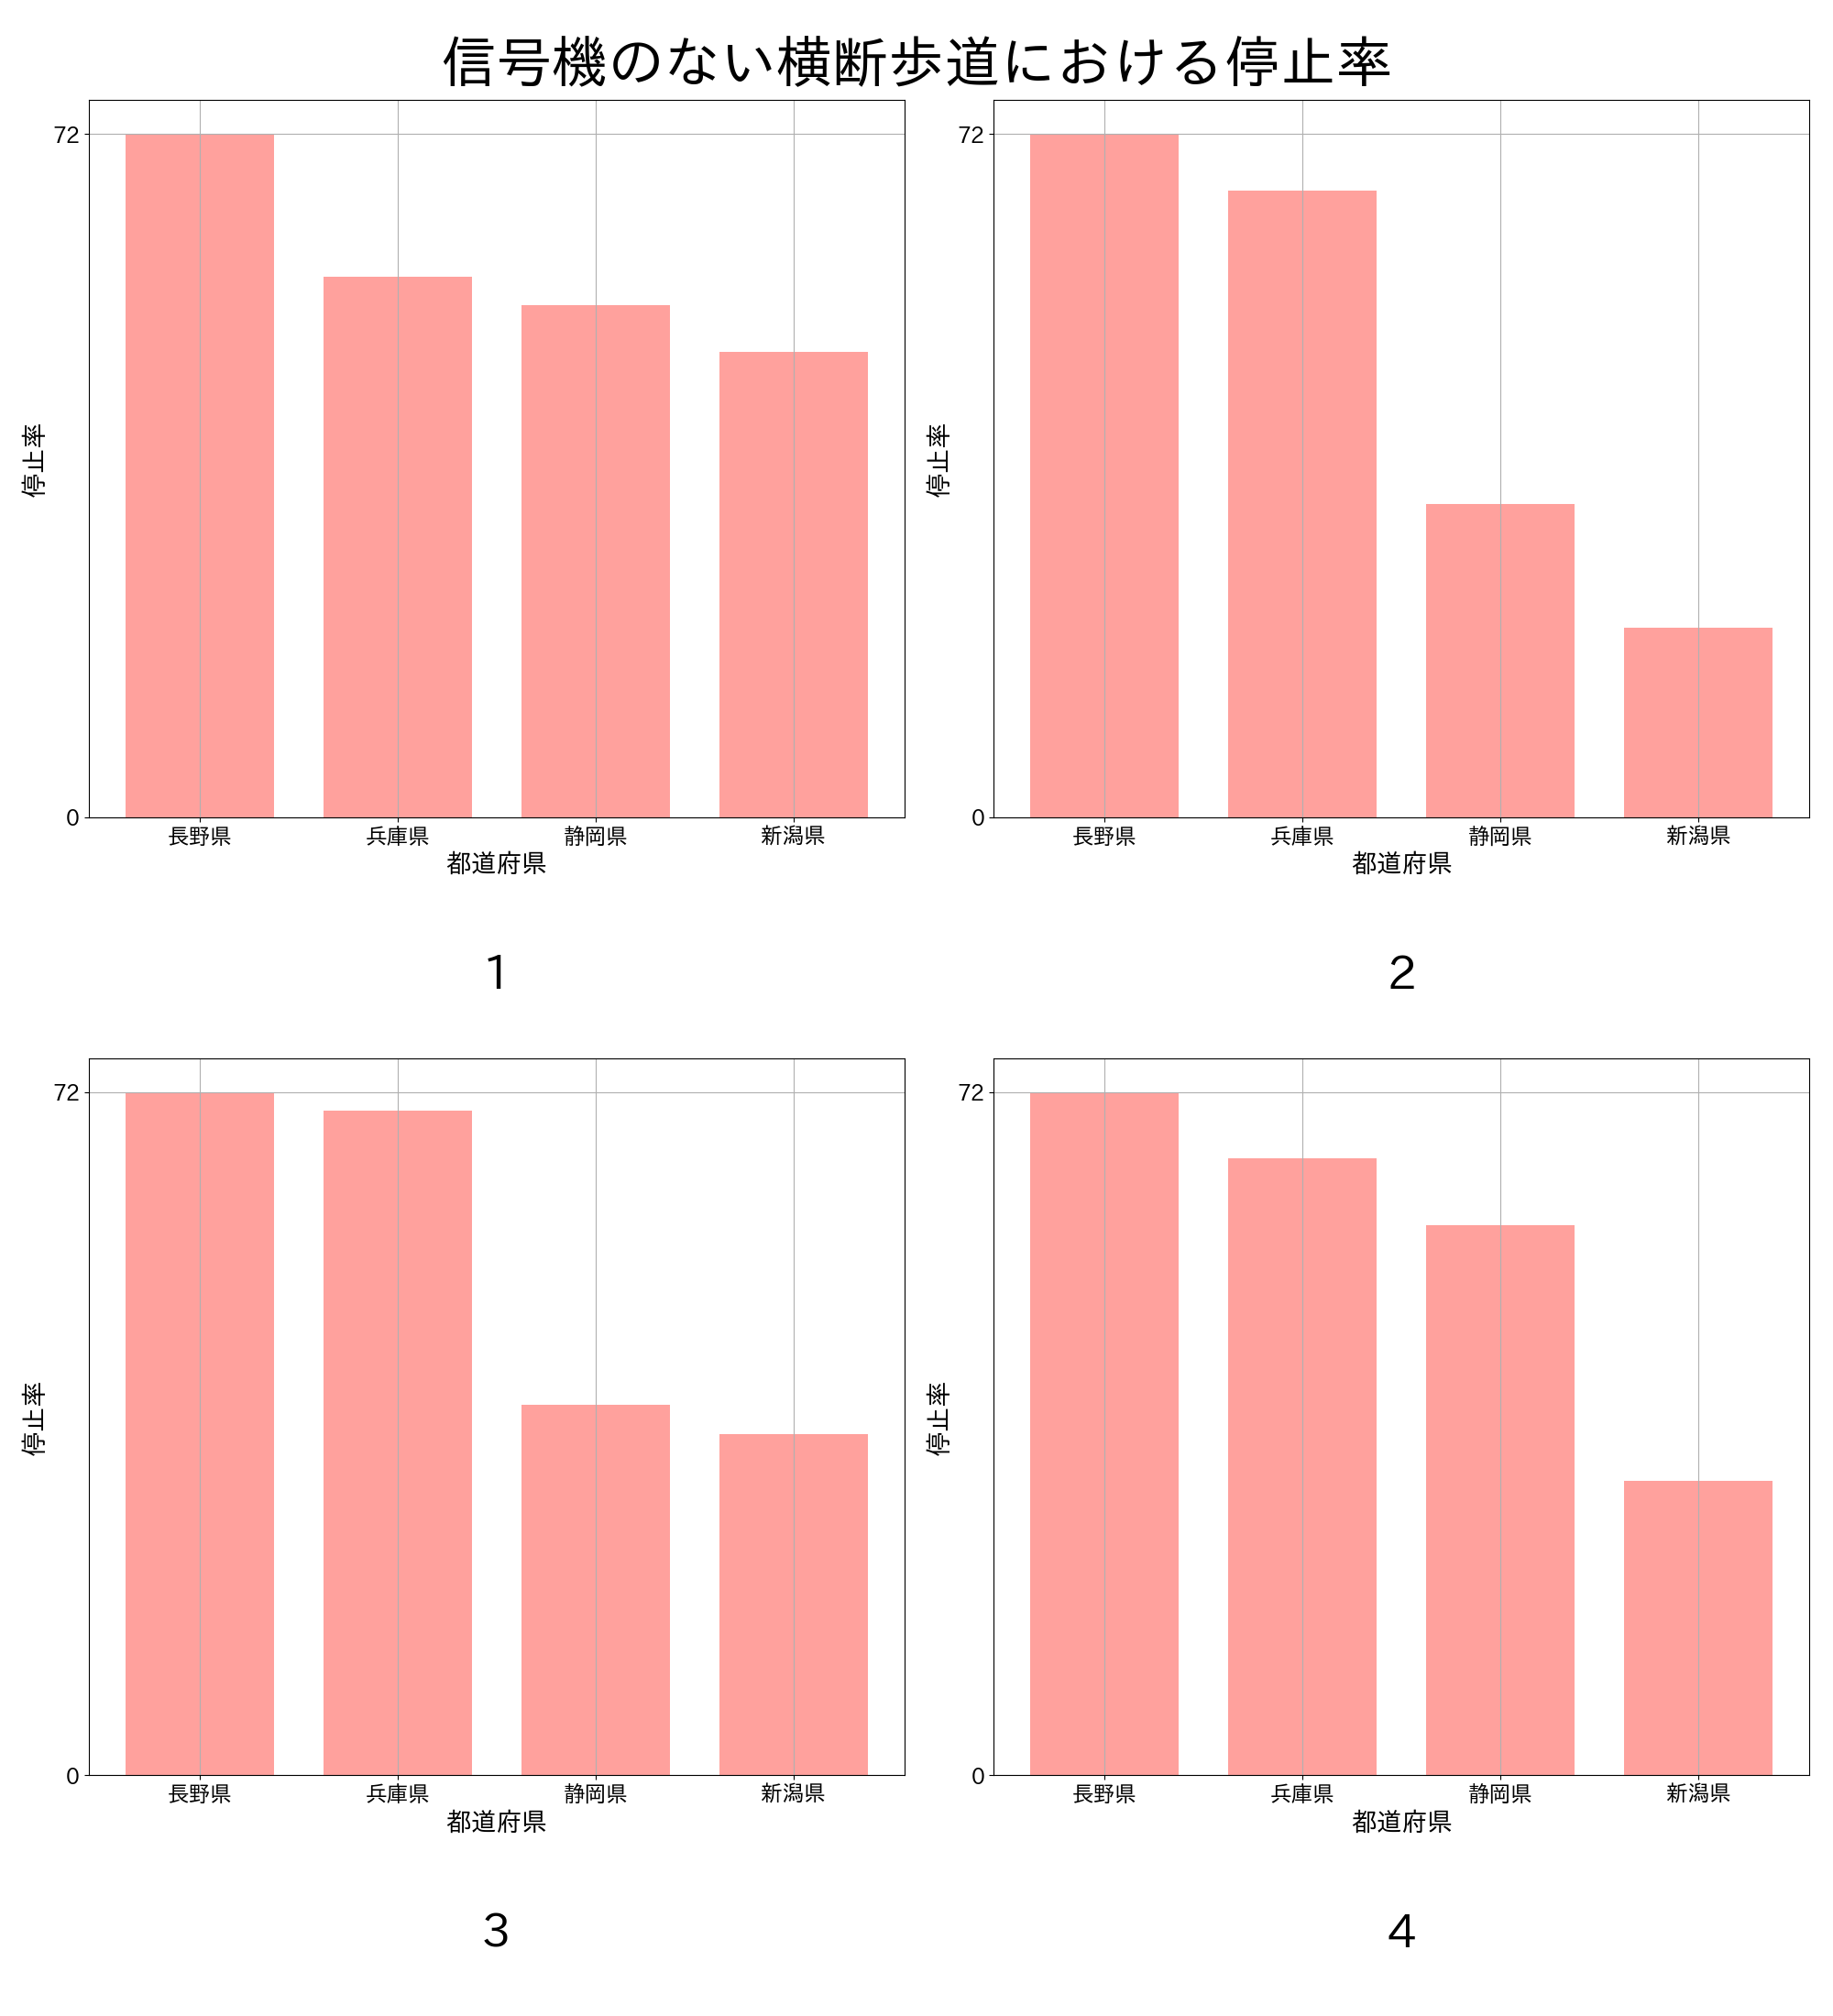 信号機のない横断歩道における停止率
72
停止率
0
長野県 兵庫県 静岡県 新潟県
都道府県
1
72
停止率
0
長野県 兵庫県 静岡県 新潟県
都道府県
2
72
停止率
0
長野県 兵庫県 静岡県 新潟県
都道府県
3
72
停止率
0
長野県 兵庫県 静岡県 新潟県
都道府県
4